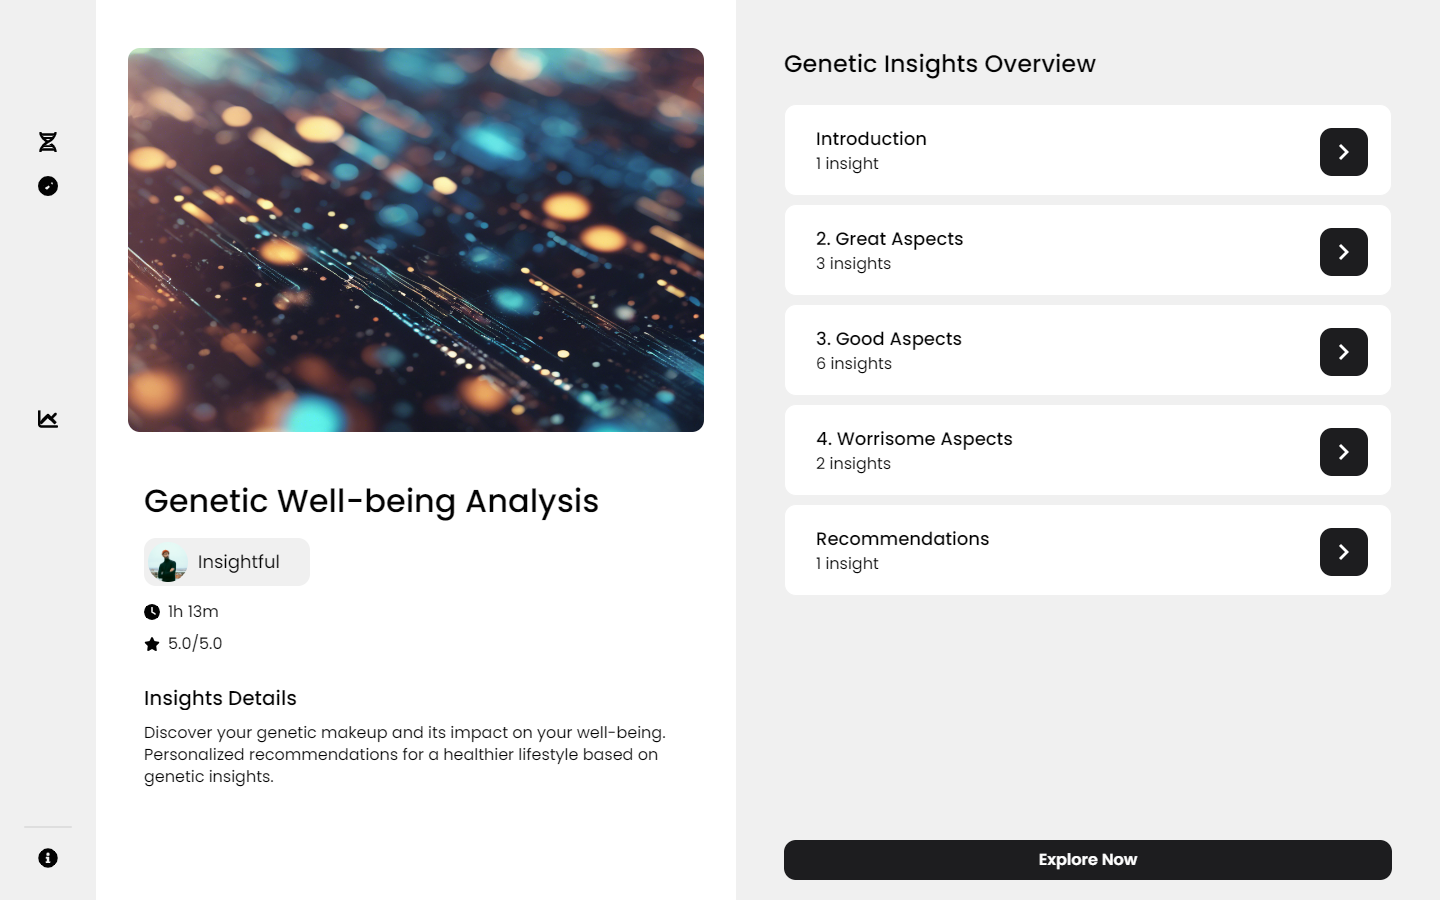 Genetic Well-being Analysis
Insightful
1h 13m
5.0/5.0
Insights Details
Discover your genetic makeup and its impact on your well-being.
Personalized recommendations for a healthier lifestyle based on
genetic insights.
Genetic Insights Overview
Introduction
1 insight
2. Great Aspects
3 insights
3. Good Aspects
6 insights
4. Worrisome Aspects
2 insights
Recommendations
1 insight
Explore Now